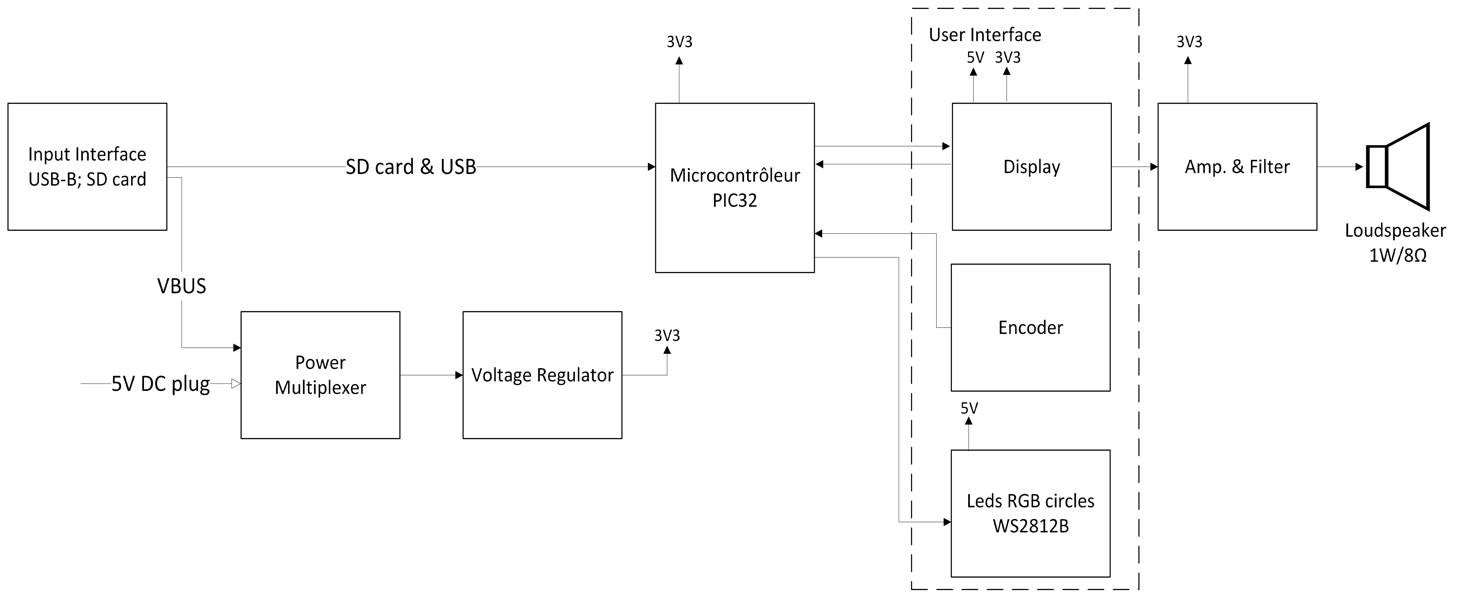 User Interface
3V3
5V 3V3
3V3
Input Interface
USB-B; SD card
SD card & USB
Microcontrôleur
PIC32
Display
Amp. & Filter
Loudspeaker
1W/8Ω
VBUS
5V DC plug
Power
Multiplexer
Voltage Regulator
3V3
Encoder
5V
Leds RGB circles
WS2812B